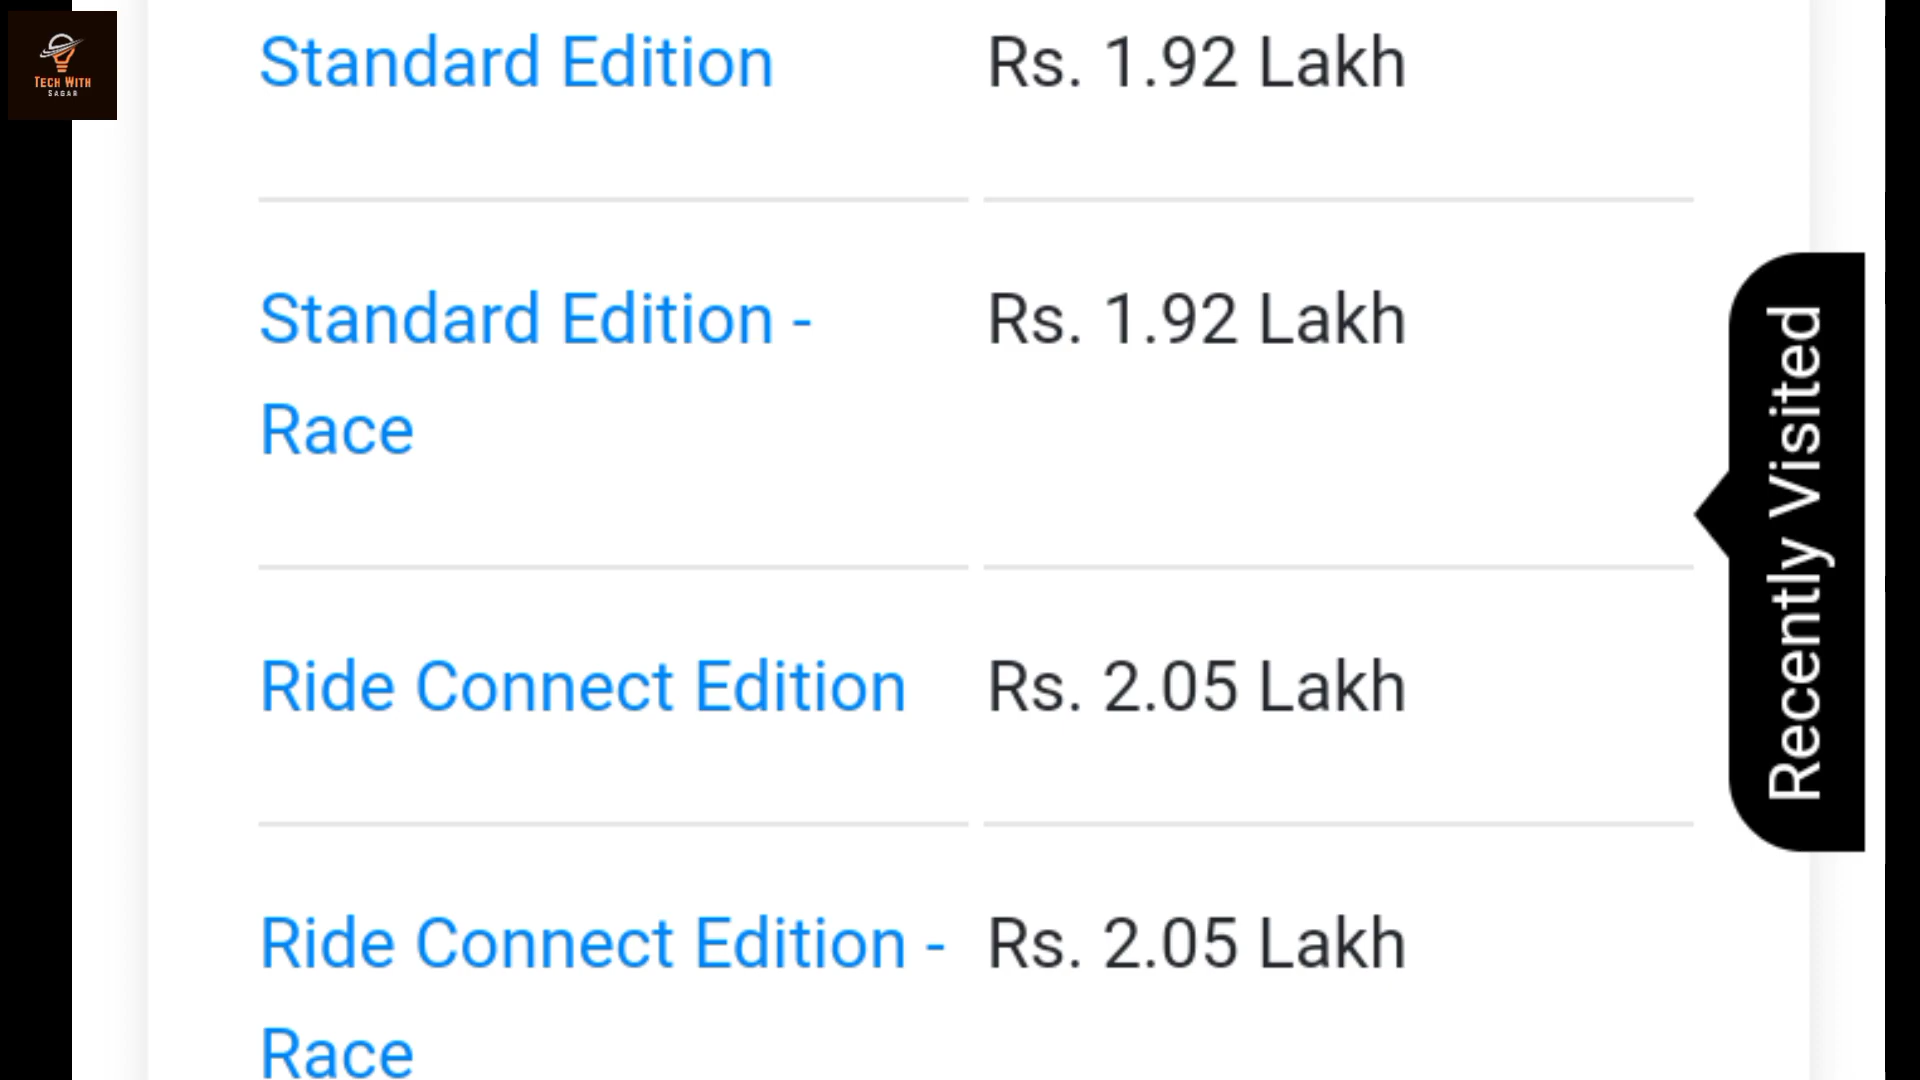 TECH WITH
SAGAR
Standard Edition Rs. 1.92 Lakh
Standard Edition - Rs. 1.92 Lakh
Race
Ride Connect Edition Rs. 2.05 Lakh
Ride Connect Edition - Rs. 2.05 Lakh
Race
Recently Visited